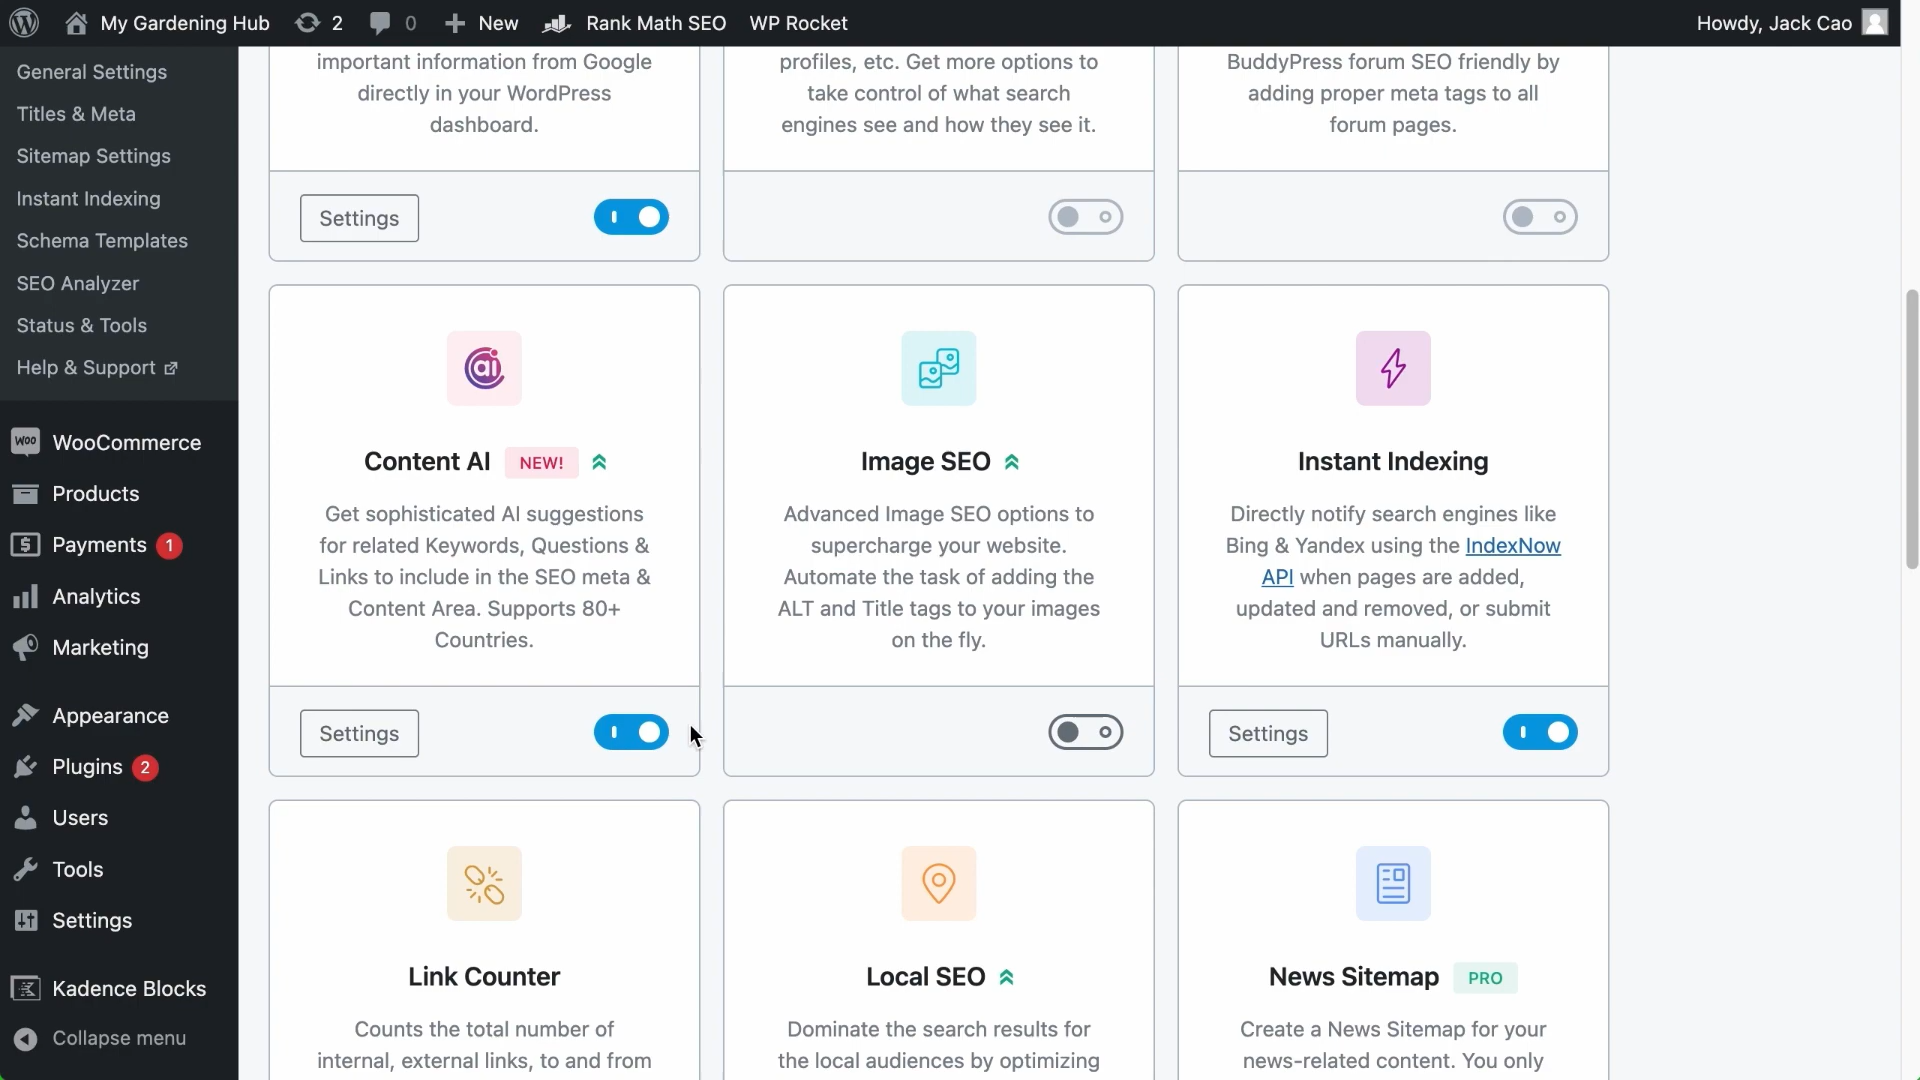 My Gardening Hub 2 0 New Rank Math SEO WP Rocket Howdy, Jack Cao
General Settings
Titles & Meta
Sitemap Settings
Instant Indexing
Schema Templates
SEO Analyzer
Status & Tools
Help & Support
WooCommerce
Products
Payments 1
Analytics
Marketing
Appearance
Plugins 2
Users
Tools
Settings
Kadence Blocks
Collapse menu
important information from Google
directly in your WordPress
dashboard.
Settings
profiles, etc. Get more options to
take control of what search
engines see and how they see it.
BuddyPress forum SEO friendly by
adding proper meta tags to all
forum pages.
ai
Content AI NEW!
Get sophisticated AI suggestions
for related Keywords, Questions &
Links to include in the SEO meta &
Content Area. Supports 80+
Countries.
Settings
Image SEO
Advanced Image SEO options to
supercharge your website.
Automate the task of adding the
ALT and Title tags to your images
on the fly.
Instant Indexing
Directly notify search engines like
Bing & Yandex using the IndexNow
API when pages are added,
updated and removed, or submit
URLs manually.
Settings
Link Counter
Counts the total number of
internal, external links, to and from
Local SEO
Dominate the search results for
the local audiences by optimizing
News Sitemap PRO
Create a News Sitemap for your
news-related content. You only